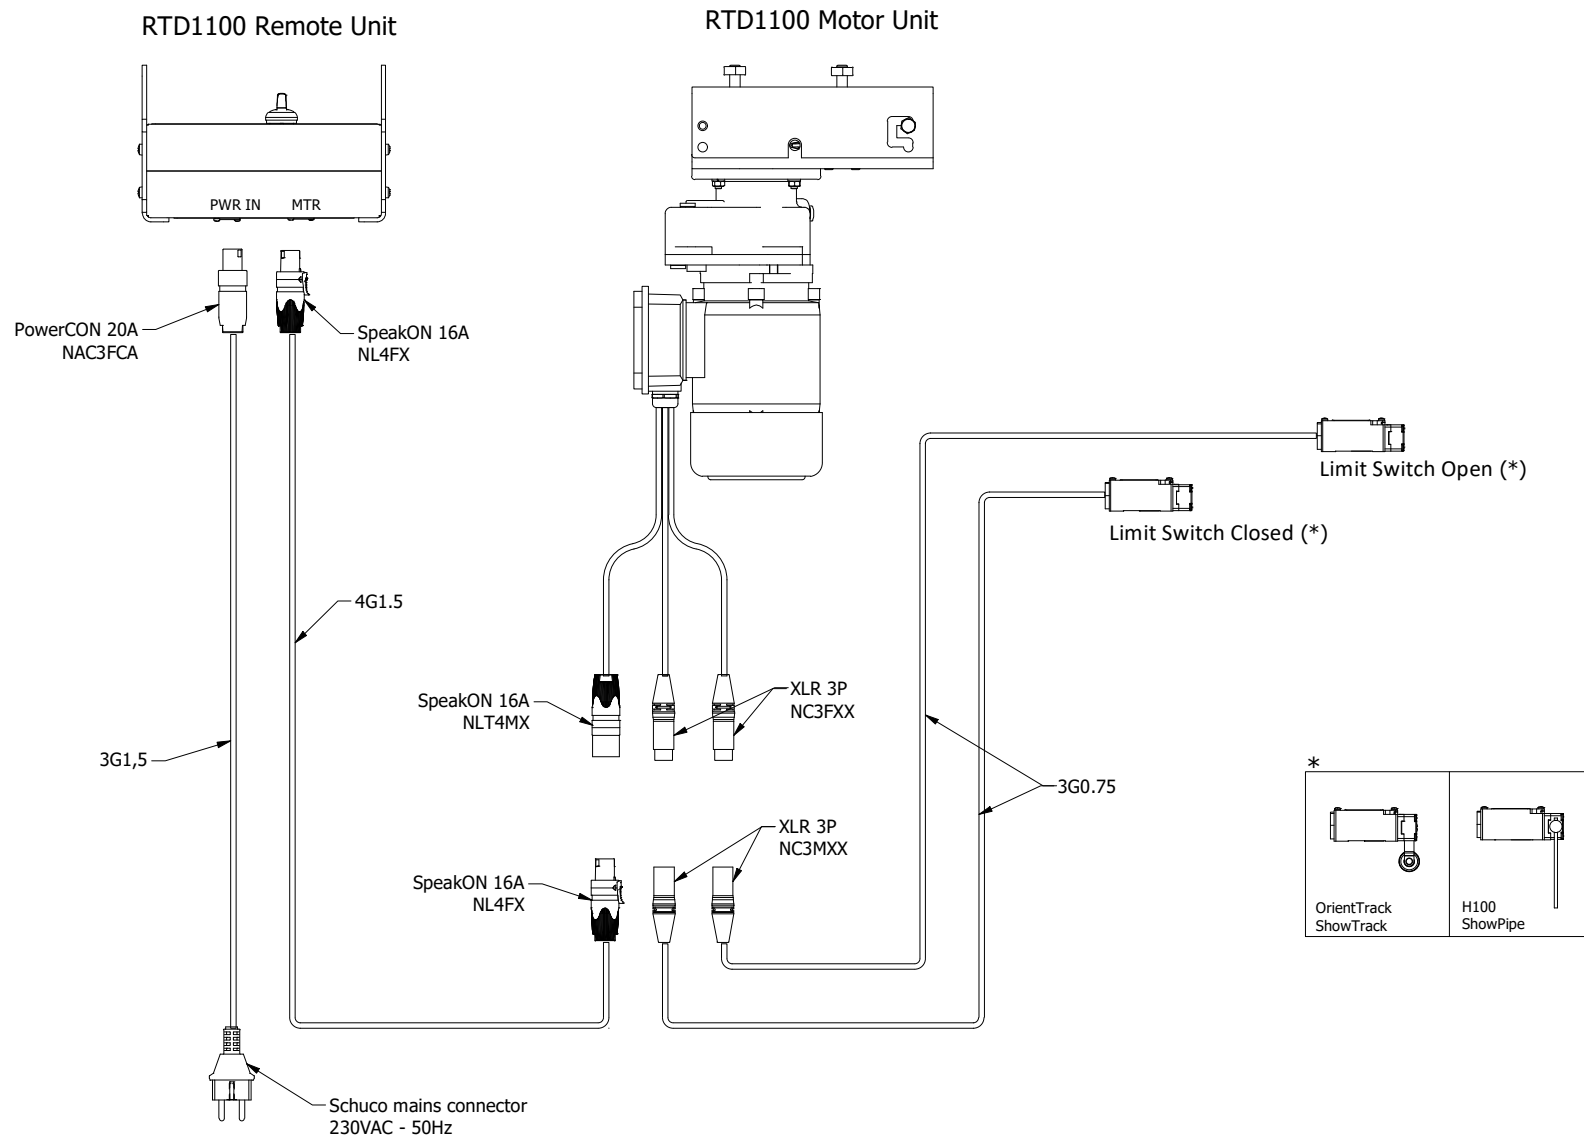 RTD1100 Remote Unit
RTD1100 Motor Unit
PWR IN
MTR
PowerCON 20A
NAC3FCA
SpeakON 16A
NL4FX
Limit Switch Open (*)
Limit Switch Closed (*)
4G1.5
SpeakON 16A
NLT4MX
XLR 3P
NC3FXX
3G1,5
3G0.75
XLR 3P
NC3MXX
SpeakON 16A
NL4FX
*
OrientTrack
ShowTrack
H100
ShowPipe
Schuco mains connector
230VAC - 50Hz